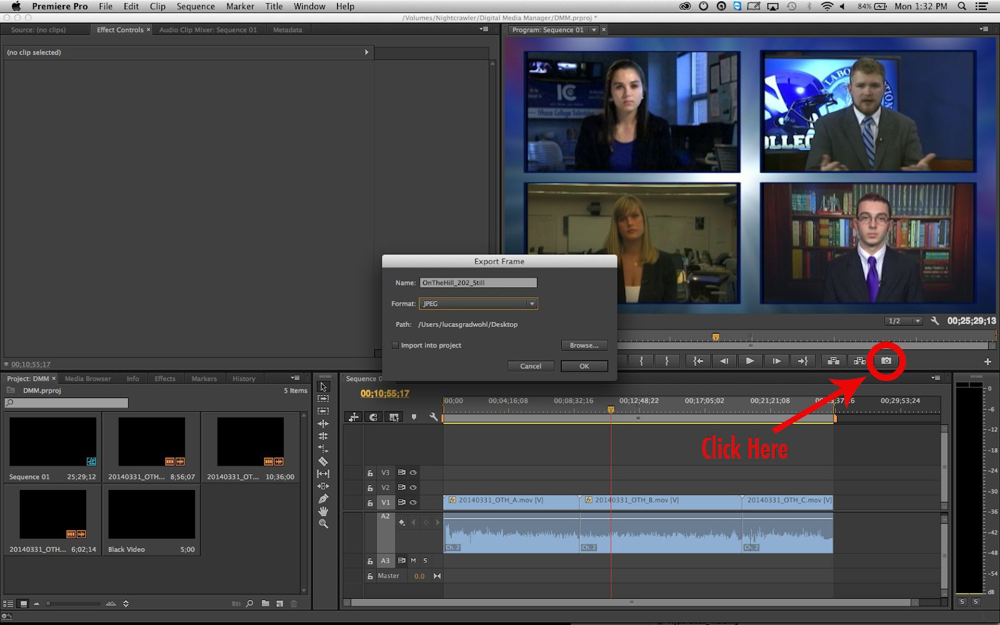 Premiere Pro File Edit Clip Sequence Marker Title Window Help 84% Mon 1:32 PM
/Volumes/Nightcrawler/Digital Media Manager/DMM.prproj *
Source: (no clips) Effect Controls × Audio Clip Mixer: Sequence 01 Metadata
Program: Sequence 01 ×
(no clip selected)
IC
Ithaca College Television
Export Frame
Name: OnTheHill_202_Still
Format: JPEG
Path: /Users/lucasgradwohl/Desktop
Import into project Browse...
Cancel OK
1/2 00;25;29;13
00;10;55;17
Project: DMM × Media Browser Info Effects Markers History
DMM.prproj 5 Items
Sequence 01 25;29;12
20140331_OTH... 8;56;07
20140331_OT... 10;36;00
20140331_OTH... 6;02;14
Black Video 5;00
Sequence 0
00;10;55;17
00;00 00;04;16;08 00;08;32;16 00;12;48;22 00;17;05;02 00;21;21;08 00;29;53;24
Click Here
V3
V2
V1 fx 20140331_OTH_A.mov [V] fx 20140331_OTH_B.mov [V] 20140331_OTH_C.mov [V]
A2
Ch. 2 Ch. 2 Ch. 2
A3 M S
Master 0.0
0
-6
-12
-18
-24
-30
-36
-42
-48
-54
dB
S S